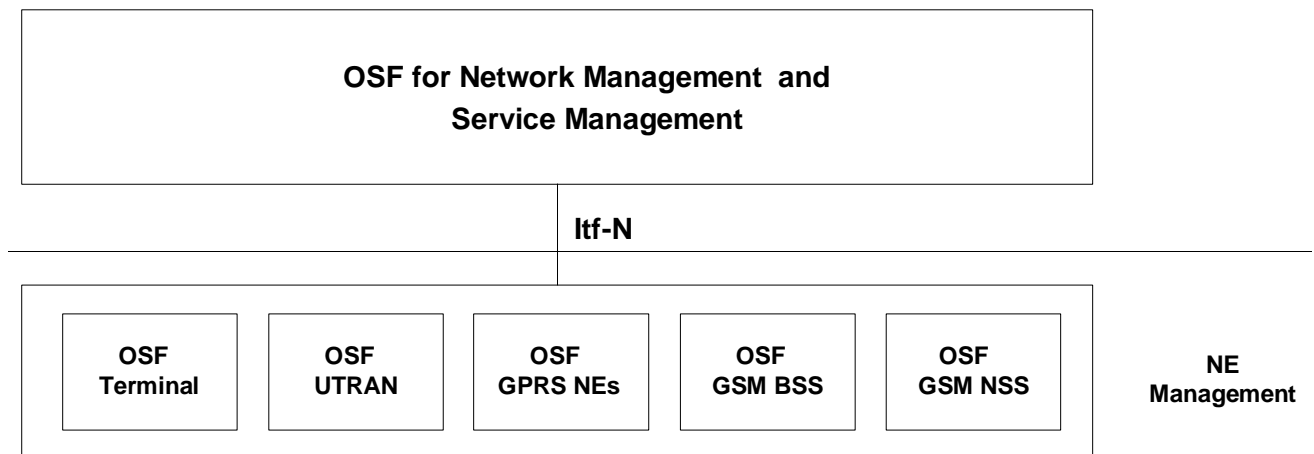 OSF for Network Management and
Service Management
Itf-N
OSF
Terminal
OSF
UTRAN
OSF
GPRS NEs
OSF
GSM BSS
OSF
GSM NSS
NE
Management